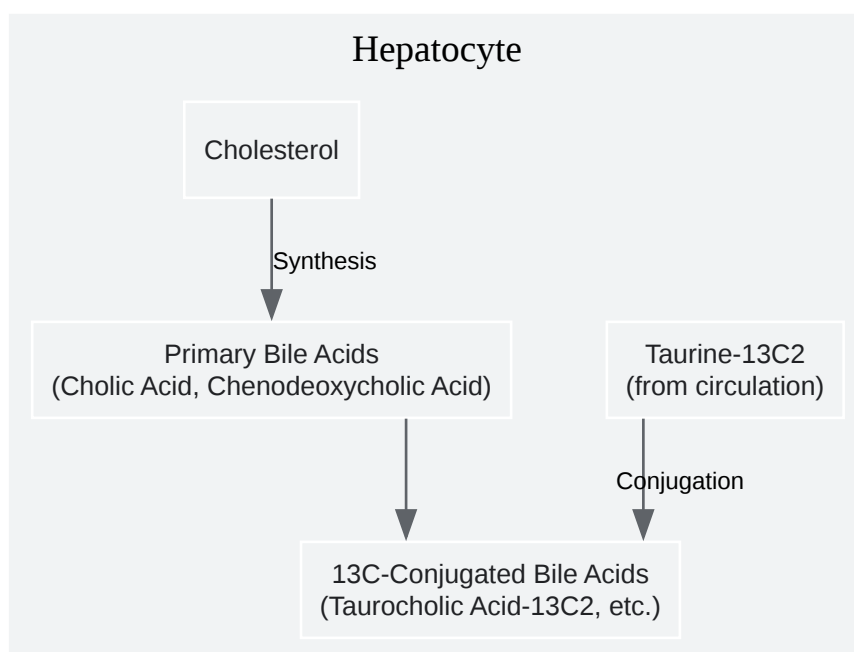 Hepatocyte
Cholesterol
Synthesis
Primary Bile Acids
(Cholic Acid, Chenodeoxycholic Acid)
Taurine-13C2
(from circulation)
Conjugation
13C-Conjugated Bile Acids
(Taurocholic Acid-13C2, etc.)